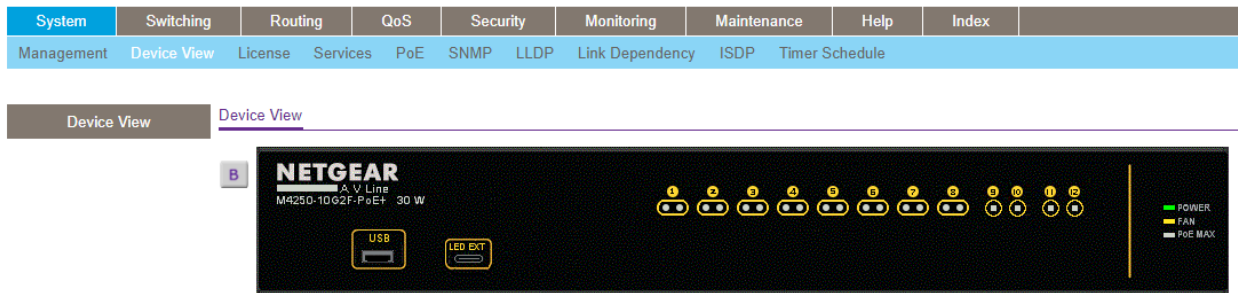 System Switching Routing QoS Security Monitoring Maintenance Help Index
Management Device View License Services PoE SNMP LLDP Link Dependency ISDP Timer Schedule
Device View
Device View
B
NETGEAR
AV Line
M4250-10G2F-PoE+ 30 W
1 2 3 4 5 6 7 8 9 10 11 12
USB
LED EXT
POWER
FAN
PoE MAX